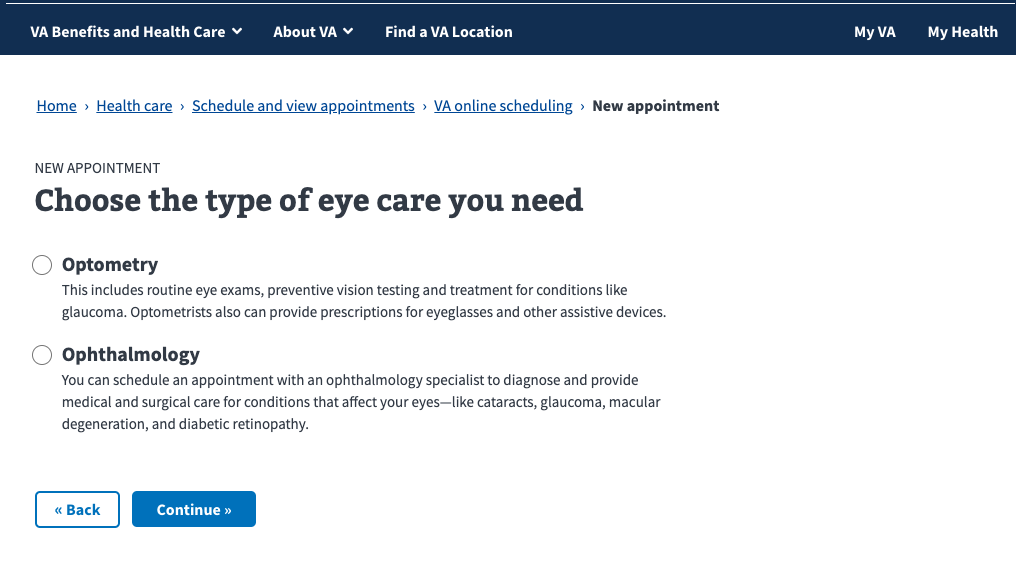 VA Benefits and Health Care About VA Find a VA Location My VA My Health
Home › Health care › Schedule and view appointments › VA online scheduling › New appointment
NEW APPOINTMENT
Choose the type of eye care you need
Optometry
This includes routine eye exams, preventive vision testing and treatment for conditions like
glaucoma. Optometrists also can provide prescriptions for eyeglasses and other assistive devices.
Ophthalmology
You can schedule an appointment with an ophthalmology specialist to diagnose and provide
medical and surgical care for conditions that affect your eyes—like cataracts, glaucoma, macular
degeneration, and diabetic retinopathy.
« Back Continue »